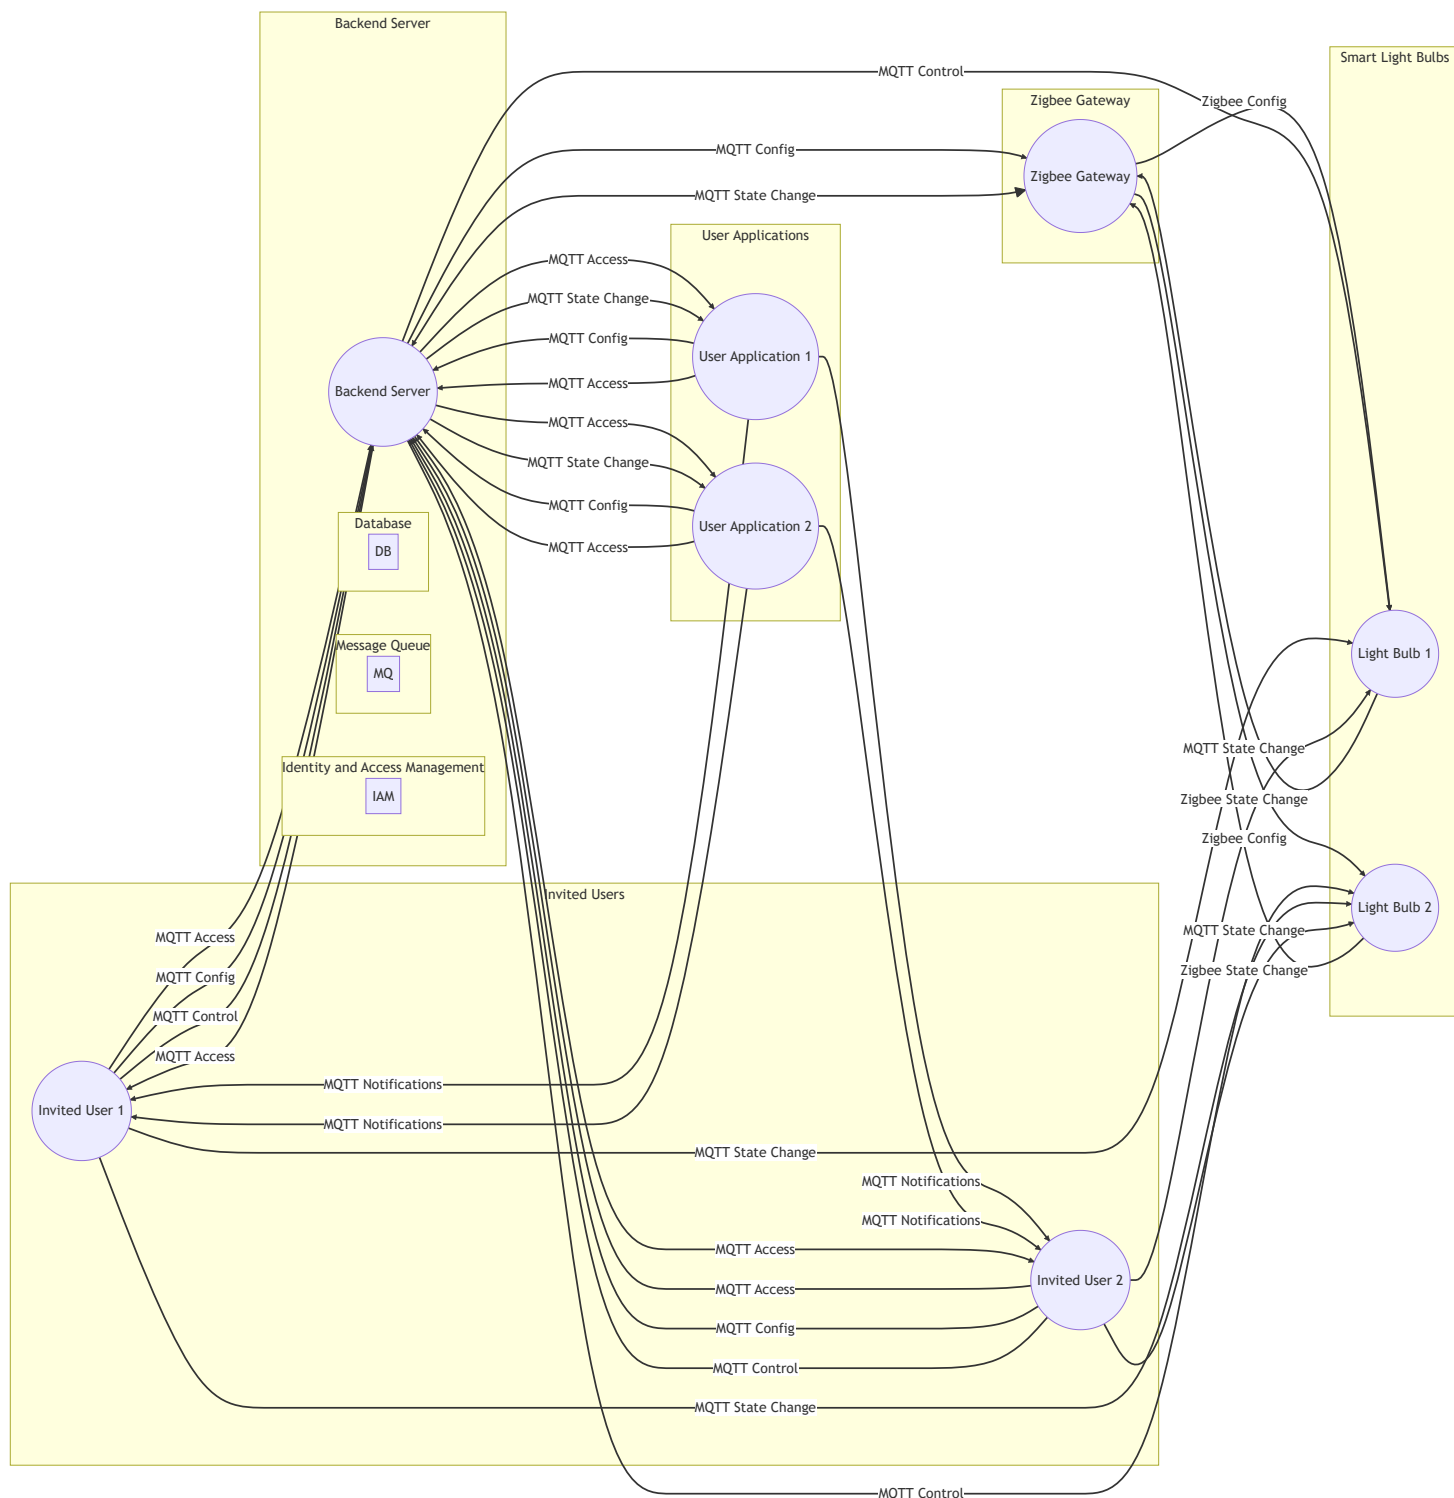 Backend Server
Smart Light Bulbs
MQTT Control
Zigbee Gateway
Zigbee Config
MQTT Config
Zigbee Gateway
MQTT State Change
User Applications
MQTT Access
MQTT State Change
MQTT Config
User Application 1
MQTT Access
Backend Server
MQTT Access
MQTT State Change
MQTT Config
User Application 2
MQTT Access
Database
DB
Message Queue
MQ
Light Bulb 1
MQTT State Change
Identity and Access Management
IAM
Zigbee State Change
Zigbee Config
Invited Users
Light Bulb 2
MQTT State Change
Zigbee State Change
MQTT Access
MQTT Config
MQTT Control
MQTT Access
MQTT Notifications
Invited User 1
MQTT Notifications
MQTT State Change
MQTT Notifications
MQTT Notifications
MQTT Access
Invited User 2
MQTT Access
MQTT Config
MQTT Control
MQTT State Change
MQTT Control